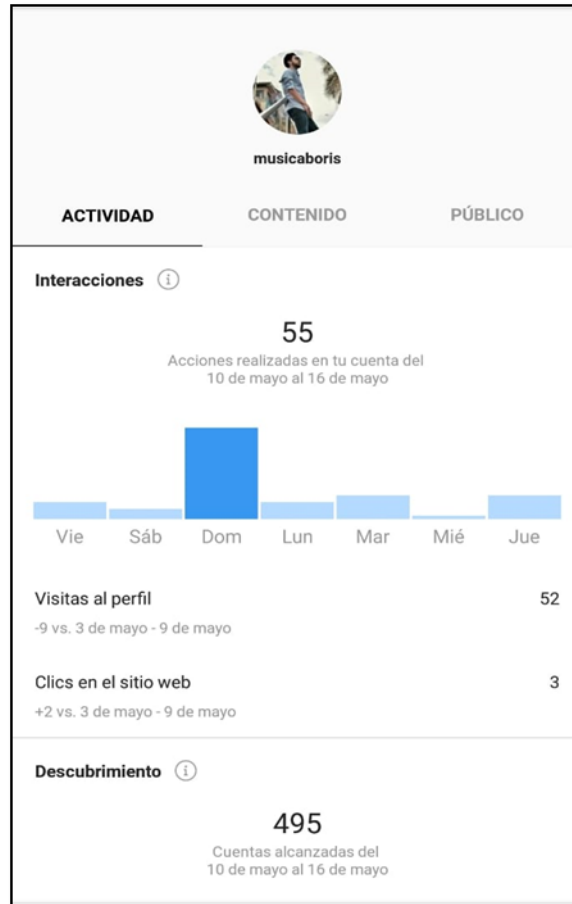 musicaboris
ACTIVIDAD CONTENIDO PÚBLICO
Interacciones
55
Acciones realizadas en tu cuenta del
10 de mayo al 16 de mayo
Vie Sáb Dom Lun Mar Mié Jue
Visitas al perfil 52
-9 vs. 3 de mayo - 9 de mayo
Clics en el sitio web 3
+2 vs. 3 de mayo - 9 de mayo
Descubrimiento
495
Cuentas alcanzadas del
10 de mayo al 16 de mayo